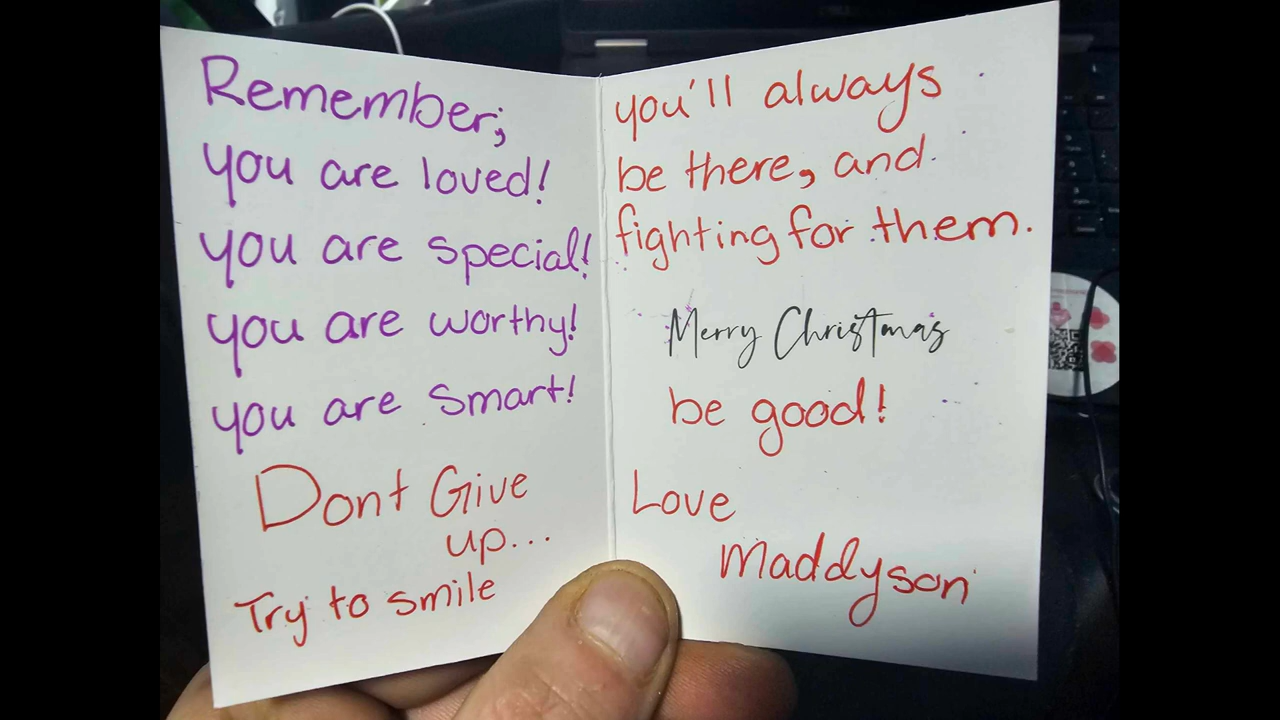 Remember;
you are loved!
you are special!
you are worthy!
you are smart!
Dont Give
up...
Try to smile
you'll always
be there, and
fighting for them.
Merry Christmas
be good!
Love
maddyson